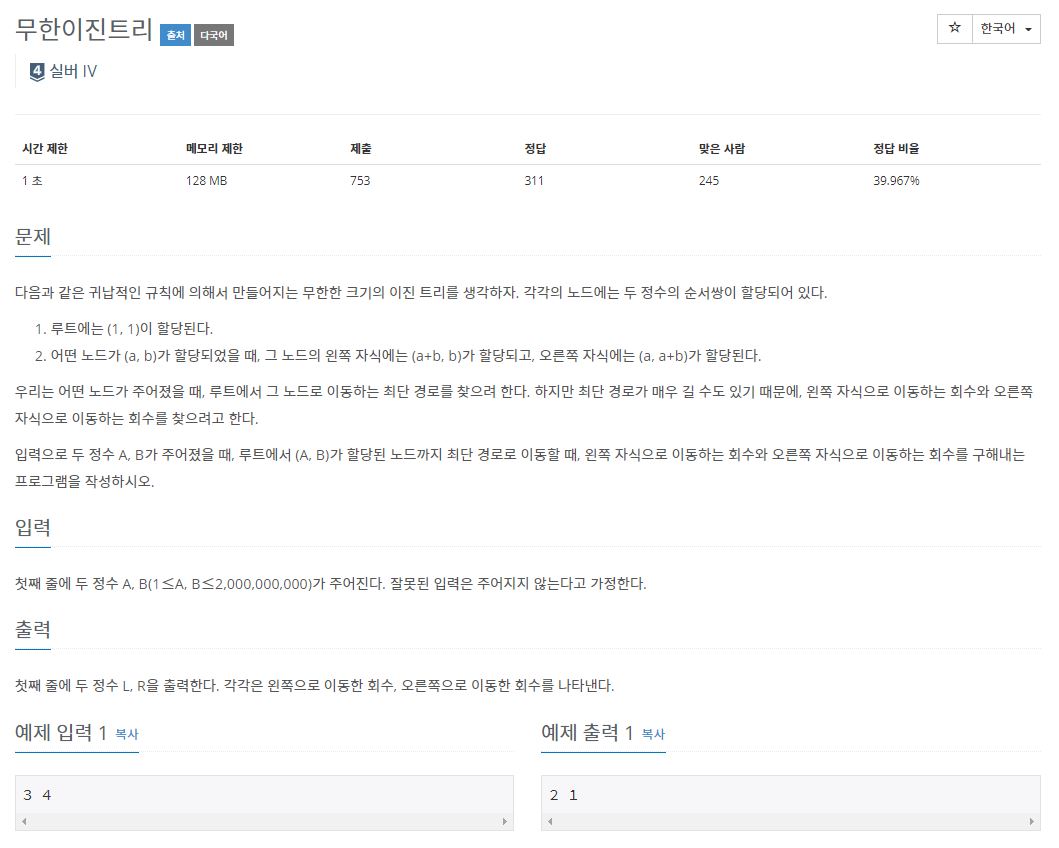 무한이진트리 출처 다국어
☆ 한국어
4 실버 IV
시간 제한 메모리 제한 제출 정답 맞은 사람 정답 비율
1 초 128 MB 753 311 245 39.967%
문제
다음과 같은 귀납적인 규칙에 의해서 만들어지는 무한한 크기의 이진 트리를 생각하자. 각각의 노드에는 두 정수의 순서쌍이 할당되어 있다.
1. 루트에는 (1, 1)이 할당된다.
2. 어떤 노드가 (a, b)가 할당되었을 때, 그 노드의 왼쪽 자식에는 (a+b, b)가 할당되고, 오른쪽 자식에는 (a, a+b)가 할당된다.
우리는 어떤 노드가 주어졌을 때, 루트에서 그 노드로 이동하는 최단 경로를 찾으려 한다. 하지만 최단 경로가 매우 길 수도 있기 때문에, 왼쪽 자식으로 이동하는 회수와 오른쪽
자식으로 이동하는 회수를 찾으려고 한다.
입력으로 두 정수 A, B가 주어졌을 때, 루트에서 (A, B)가 할당된 노드까지 최단 경로로 이동할 때, 왼쪽 자식으로 이동하는 회수와 오른쪽 자식으로 이동하는 회수를 구해내는
프로그램을 작성하시오.
입력
첫째 줄에 두 정수 A, B(1≤A, B≤2,000,000,000)가 주어진다. 잘못된 입력은 주어지지 않는다고 가정한다.
출력
첫째 줄에 두 정수 L, R을 출력한다. 각각은 왼쪽으로 이동한 회수, 오른쪽으로 이동한 회수를 나타낸다.
예제 입력 1 복사
3 4
예제 출력 1 복사
2 1